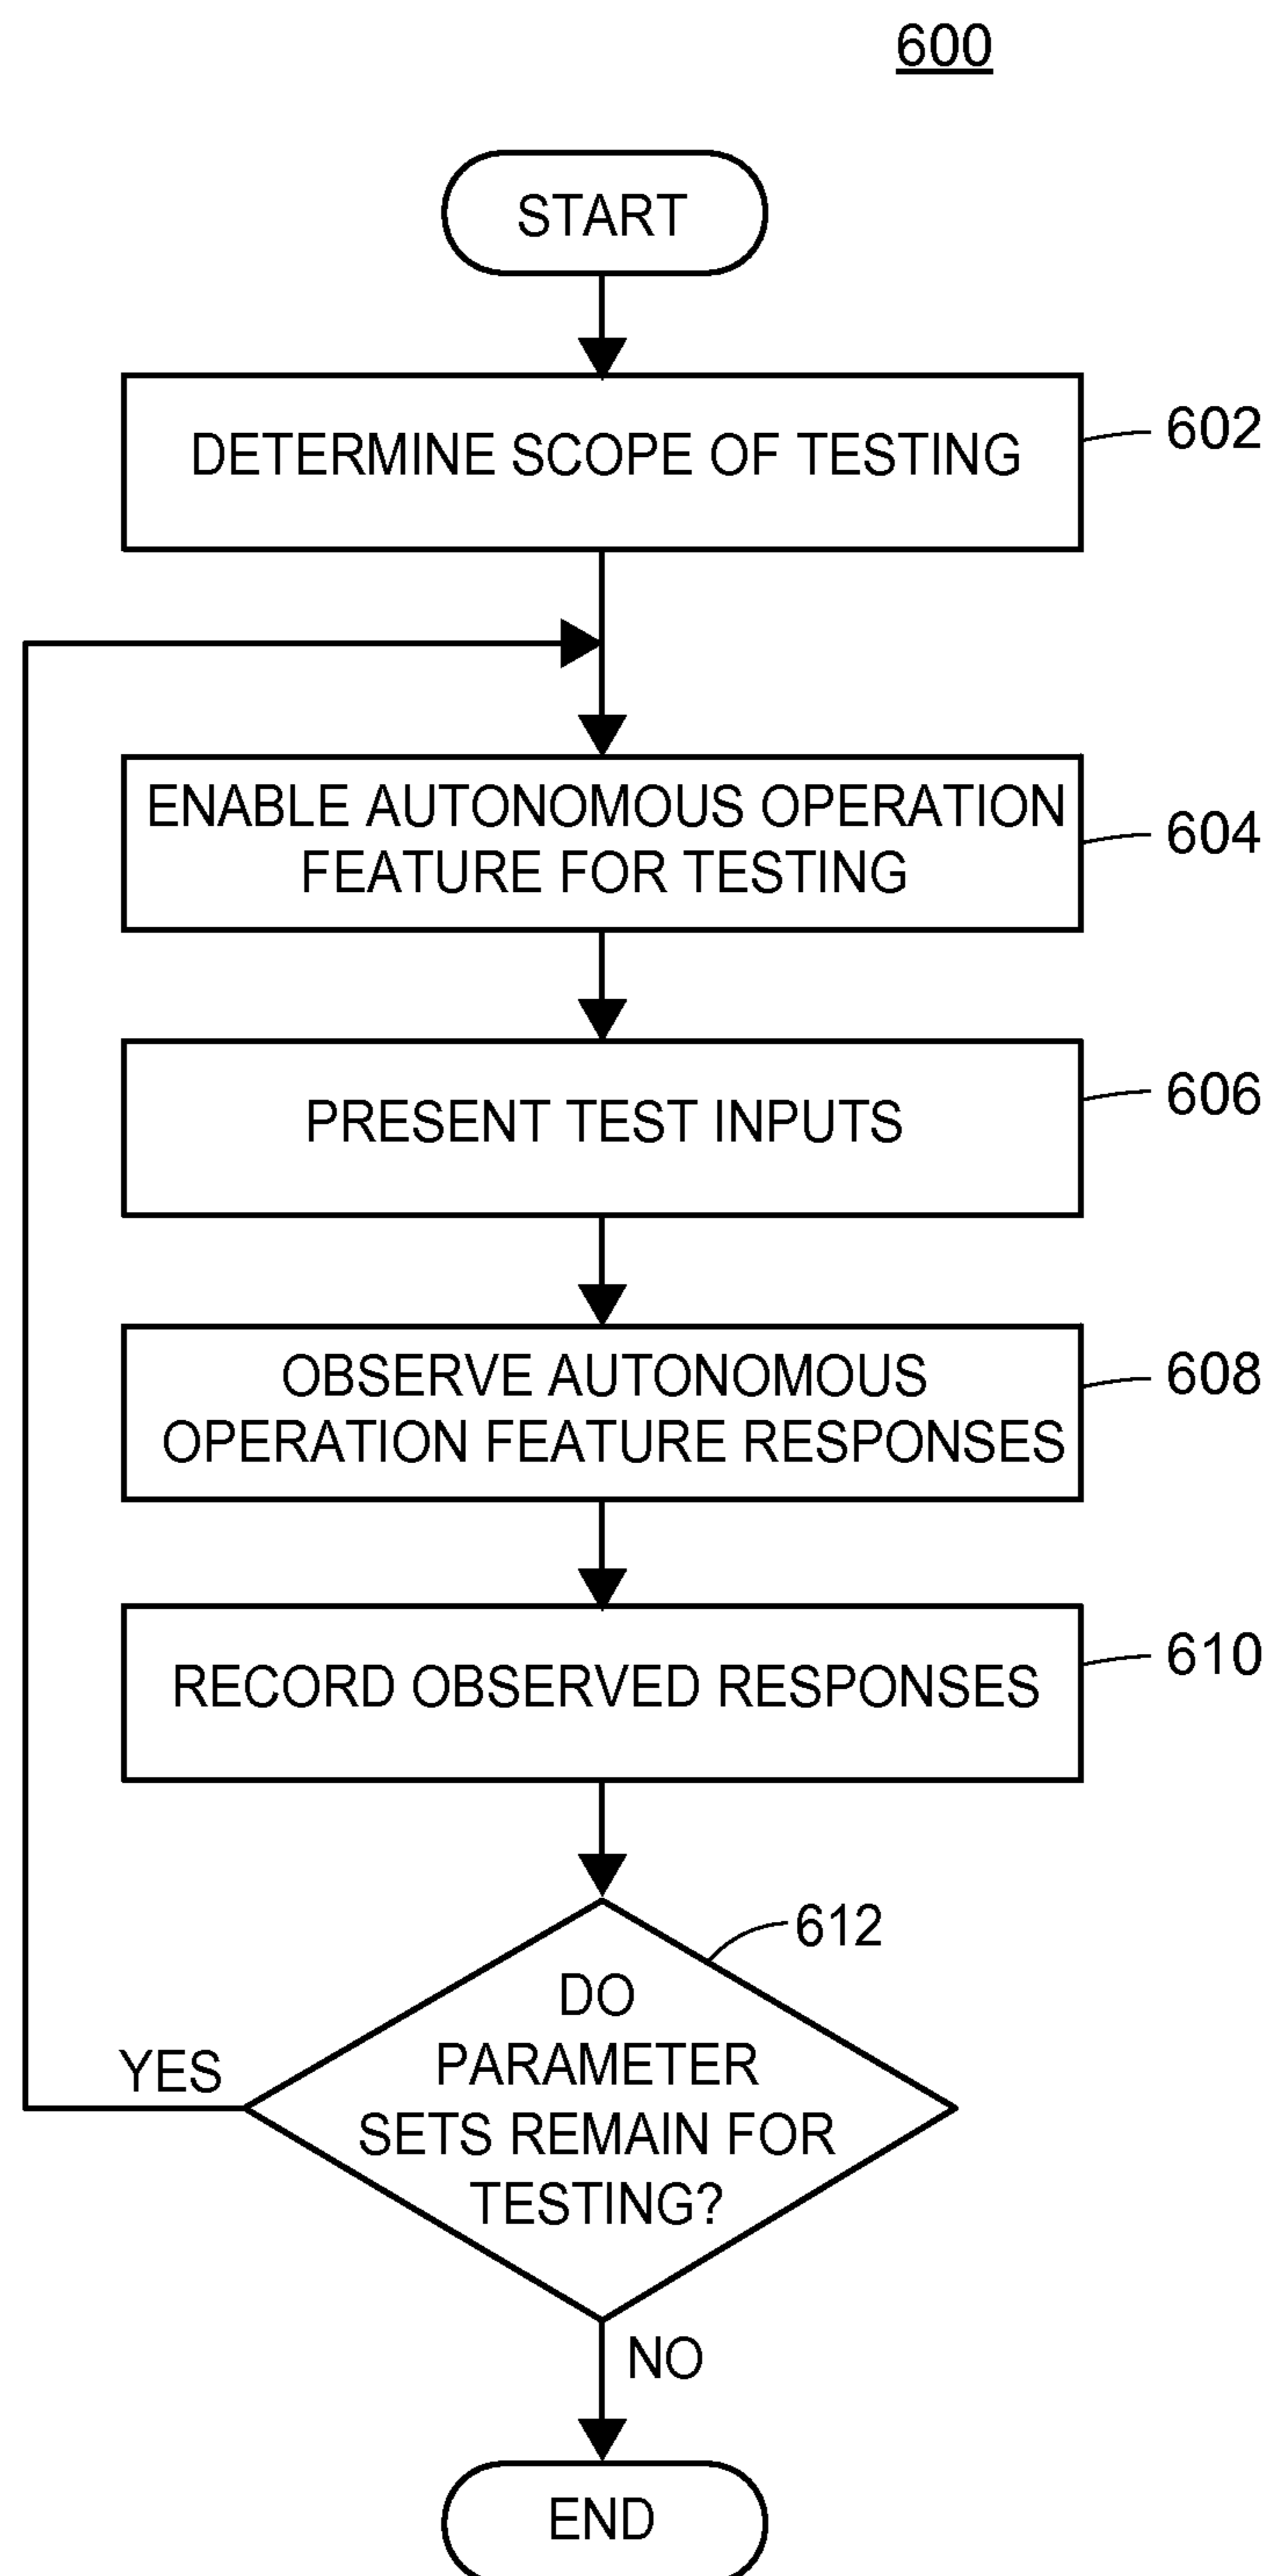 600
START
DETERMINE SCOPE OF TESTING
602
ENABLE AUTONOMOUS OPERATION
FEATURE FOR TESTING
604
PRESENT TEST INPUTS
606
OBSERVE AUTONOMOUS
OPERATION FEATURE RESPONSES
608
RECORD OBSERVED RESPONSES
610
612
DO
PARAMETER
SETS REMAIN FOR
TESTING?
YES
NO
END